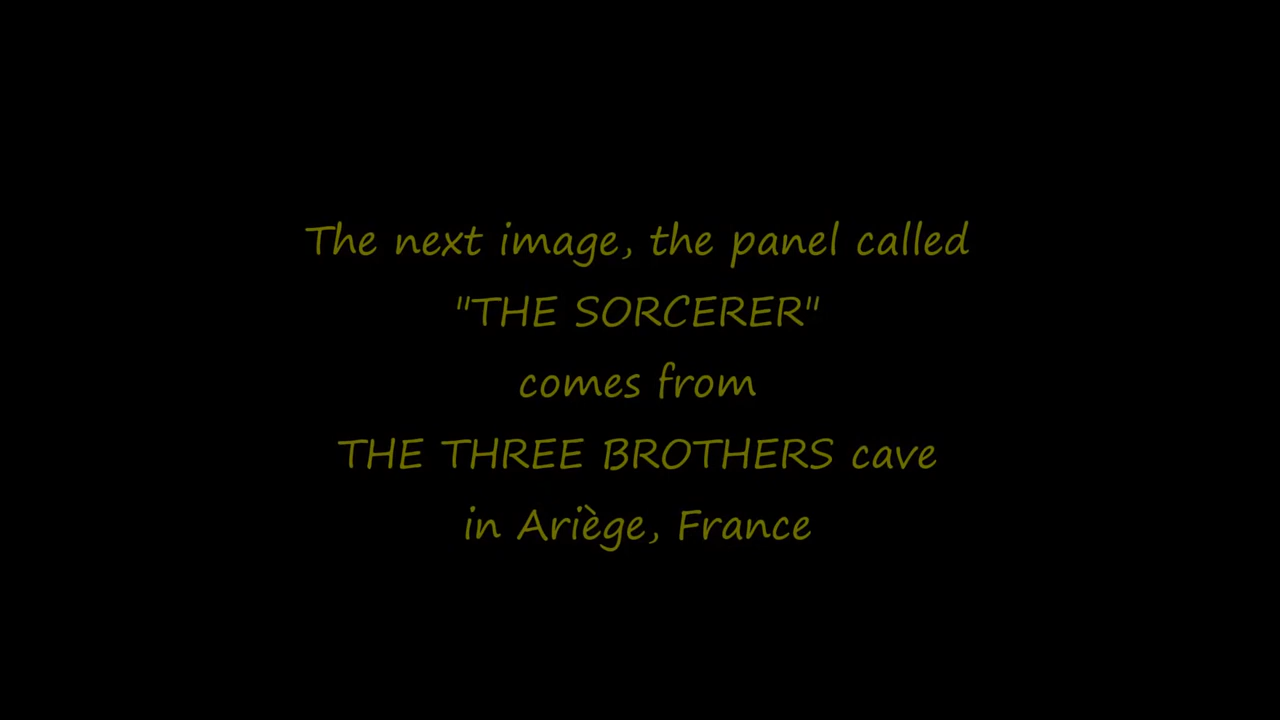 The next image, the panel called
"THE SORCERER"
comes from
THE THREE BROTHERS cave
in Ariège, France